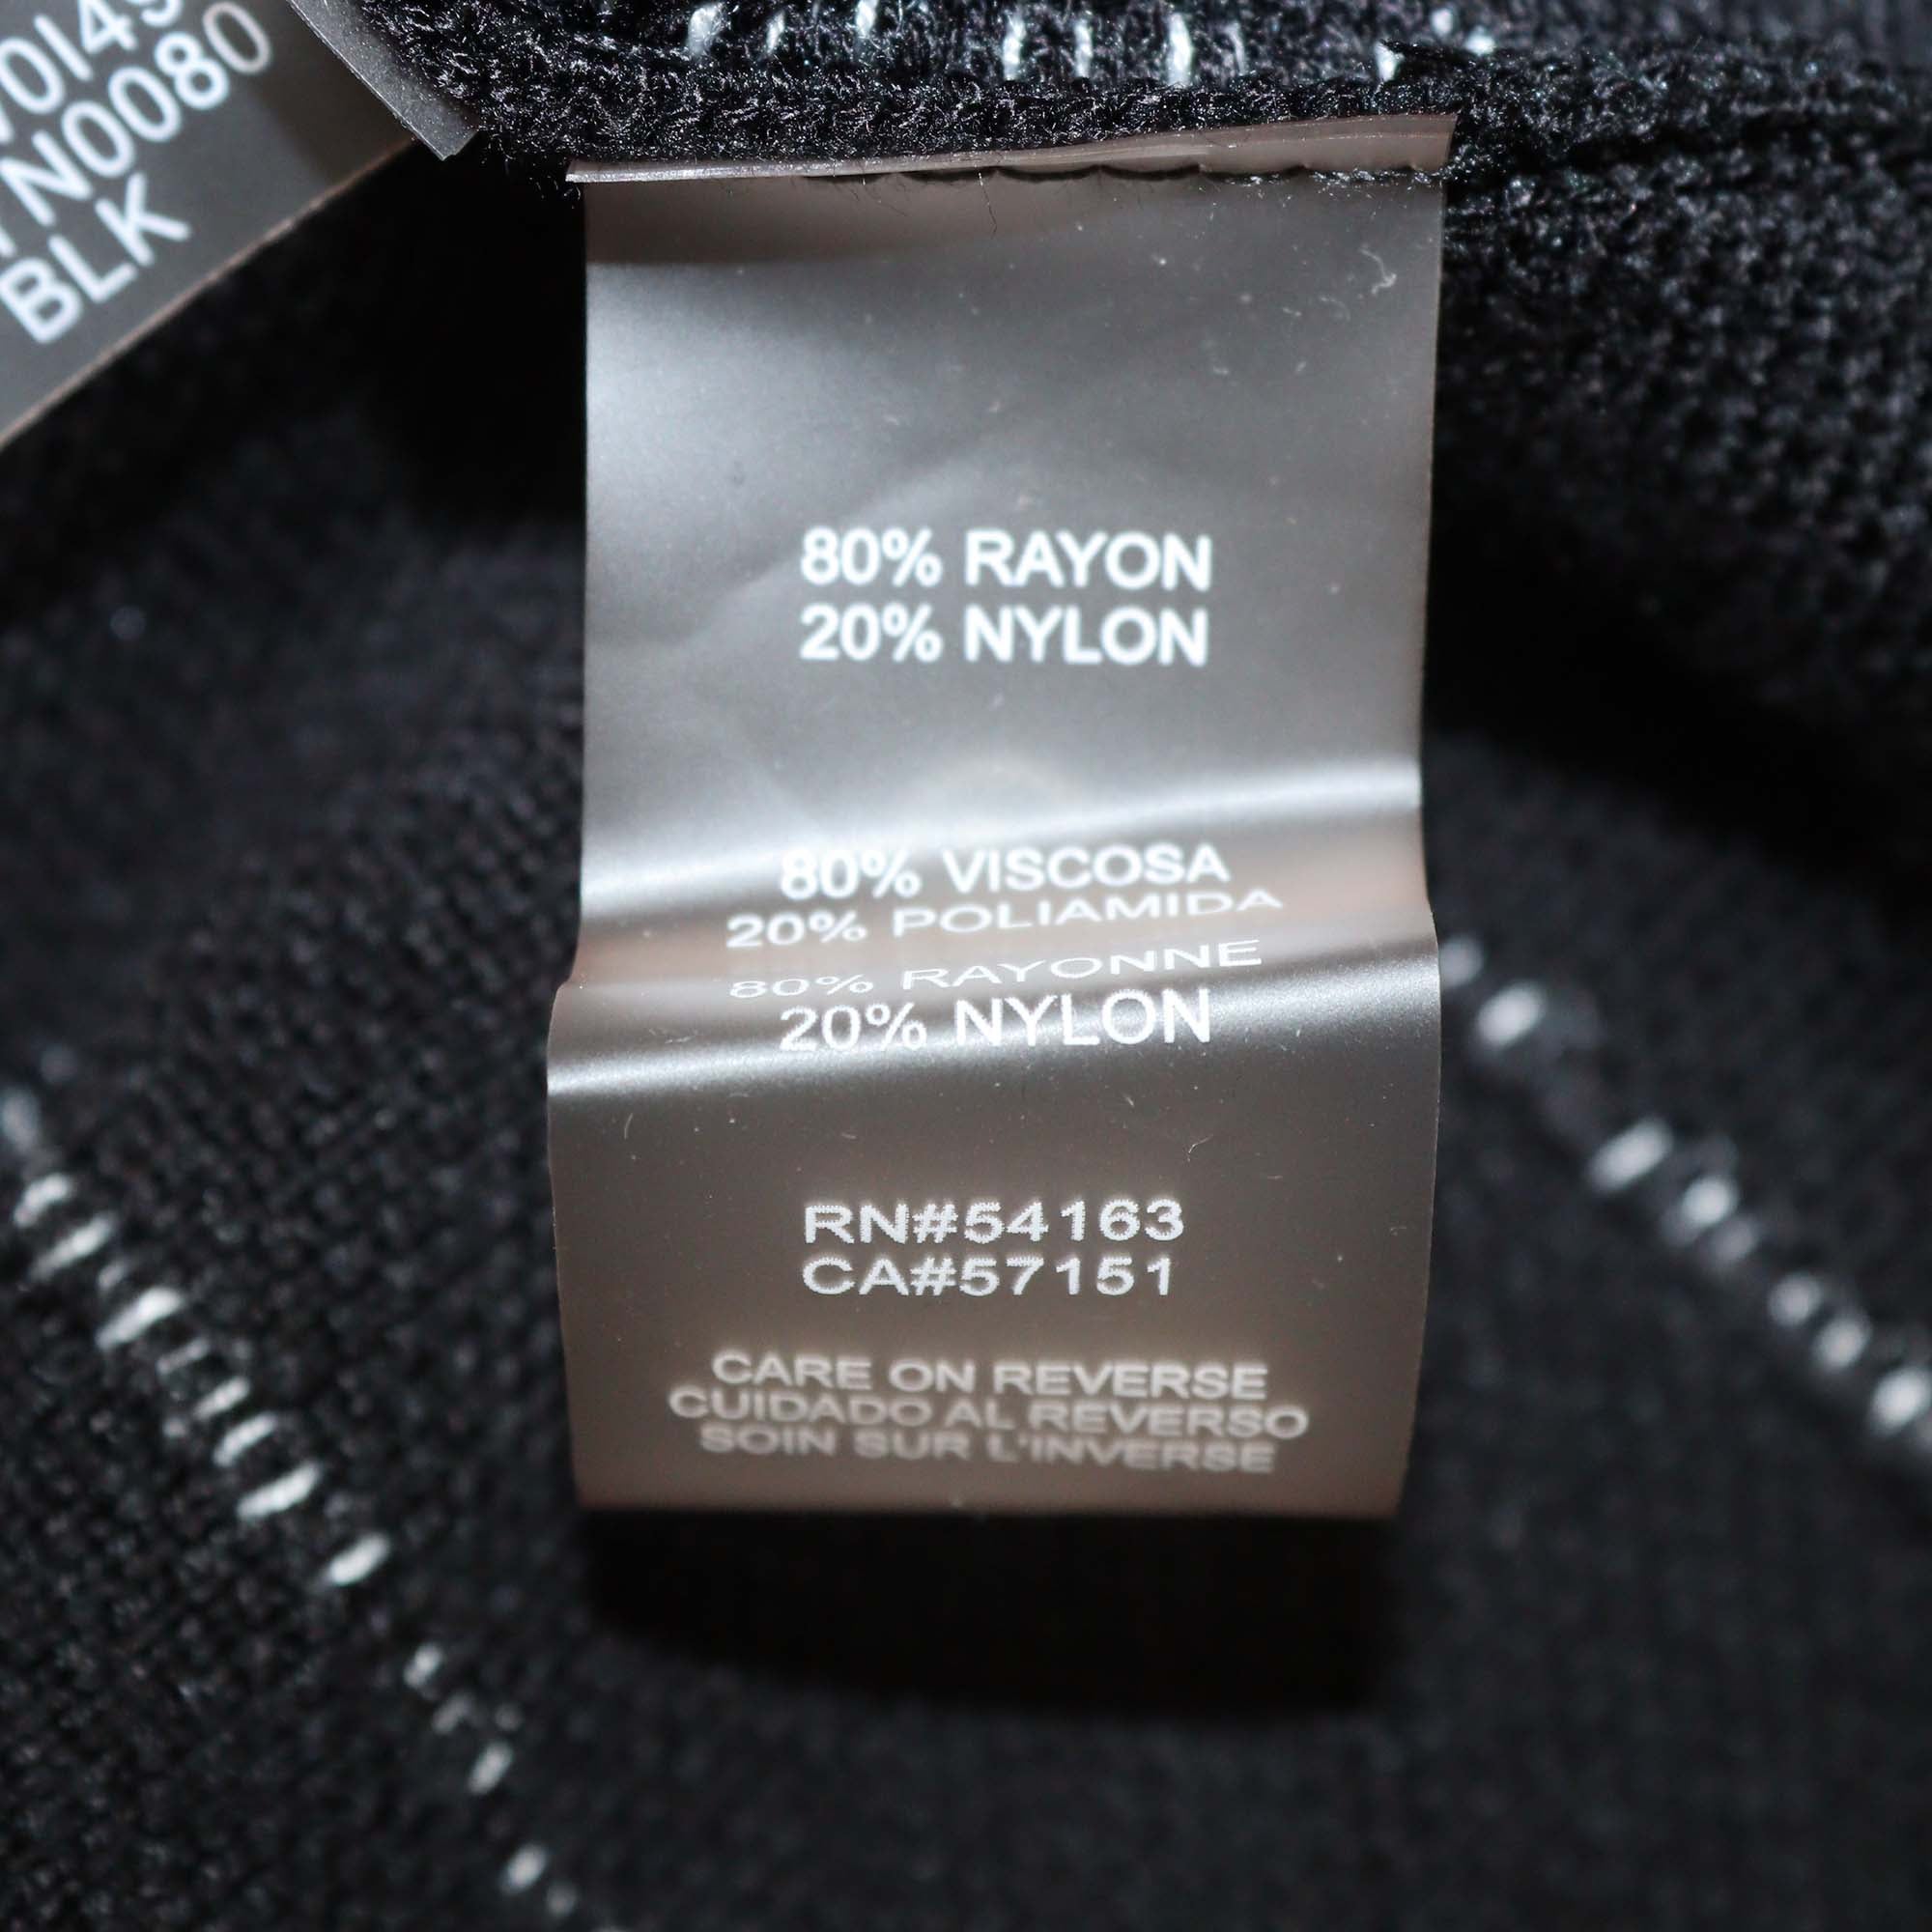 N0080
BLK
80% RAYON
20% NYLON
80% VISCOSA
20% POLIAMIDA
80% RAYONNE
20% NYLON
RN#54163
CA#57151
CARE ON REVERSE
CUIDADO AL REVERSO
SOIN SUR L'INVERSE